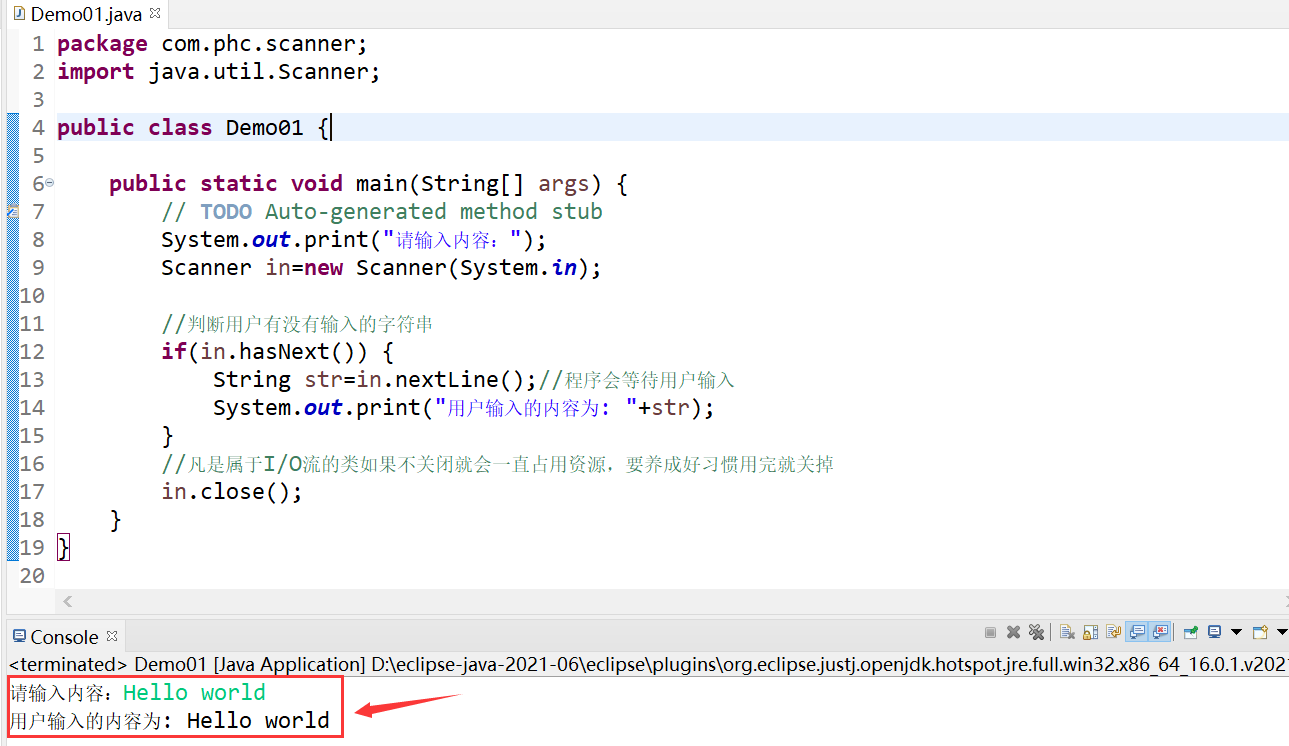 Demo01.java
1 package com.phc.scanner;
2 import java.util.Scanner;
3
4 public class Demo01 {
5
6     public static void main(String[] args) {
7         // TODO Auto-generated method stub
8         System.out.print("请输入内容：");
9         Scanner in=new Scanner(System.in);
10
11         //判断用户有没有输入的字符串
12         if(in.hasNext()) {
13             String str=in.nextLine();//程序会等待用户输入
14             System.out.print("用户输入的内容为: "+str);
15         }
16         //凡是属于I/O流的类如果不关闭就会一直占用资源，要养成好习惯用完就关掉
17         in.close();
18     }
19 }
20
Console
<terminated> Demo01 [Java Application] D:\eclipse-java-2021-06\eclipse\plugins\org.eclipse.justj.openjdk.hotspot.jre.full.win32.x86_64_16.0.1.v2021
请输入内容：Hello world
用户输入的内容为: Hello world